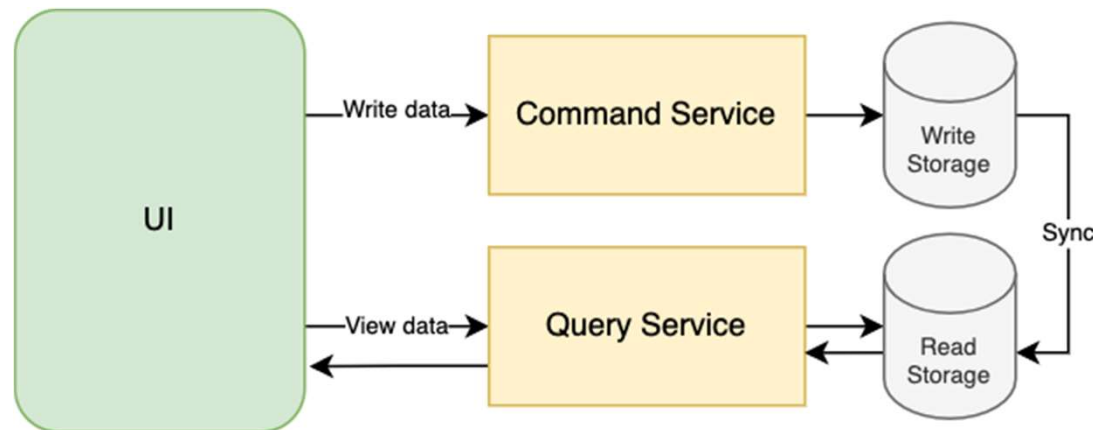 UI
Write data
Command Service
Write
Storage
Sync
View data
Query Service
Read
Storage